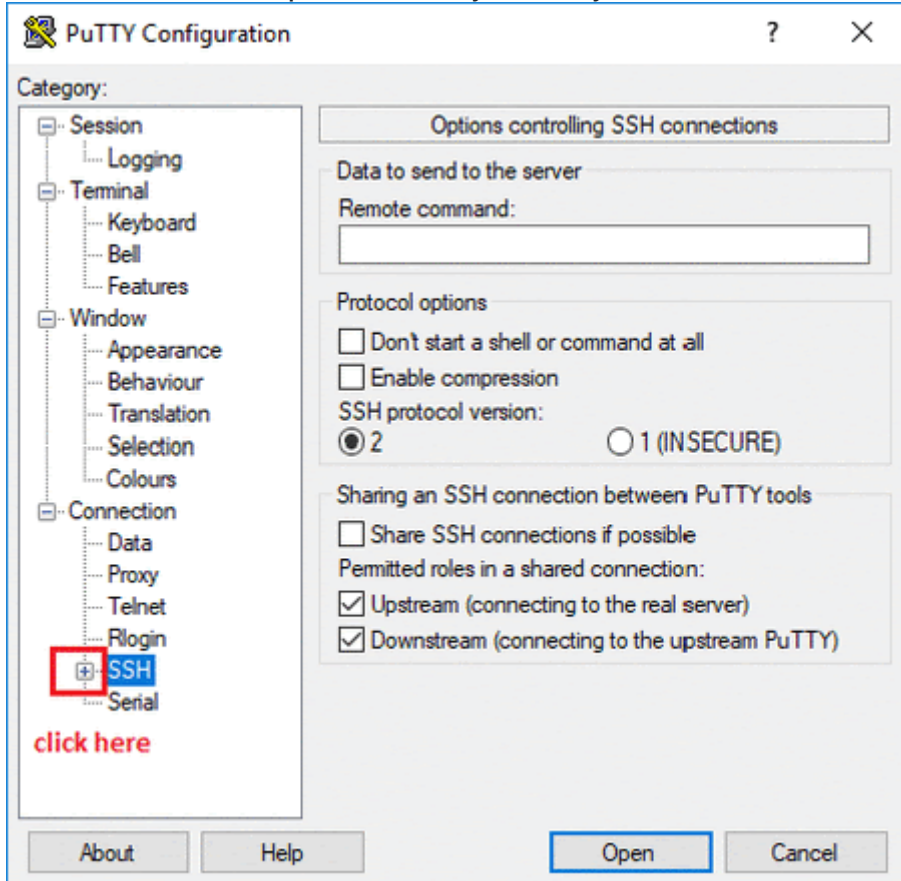 PuTTY Configuration
?
Category:
Session
Logging
Terminal
Keyboard
Bell
Features
Window
Appearance
Behaviour
Translation
Selection
Colours
Connection
Data
Proxy
Telnet
Rlogin
SSH
Serial
click here
Options controlling SSH connections
Data to send to the server
Remote command:
Protocol options
Don't start a shell or command at all
Enable compression
SSH protocol version:
2 1 (INSECURE)
Sharing an SSH connection between PuTTY tools
Share SSH connections if possible
Permitted roles in a shared connection:
Upstream (connecting to the real server)
Downstream (connecting to the upstream PuTTY)
About Help Open Cancel